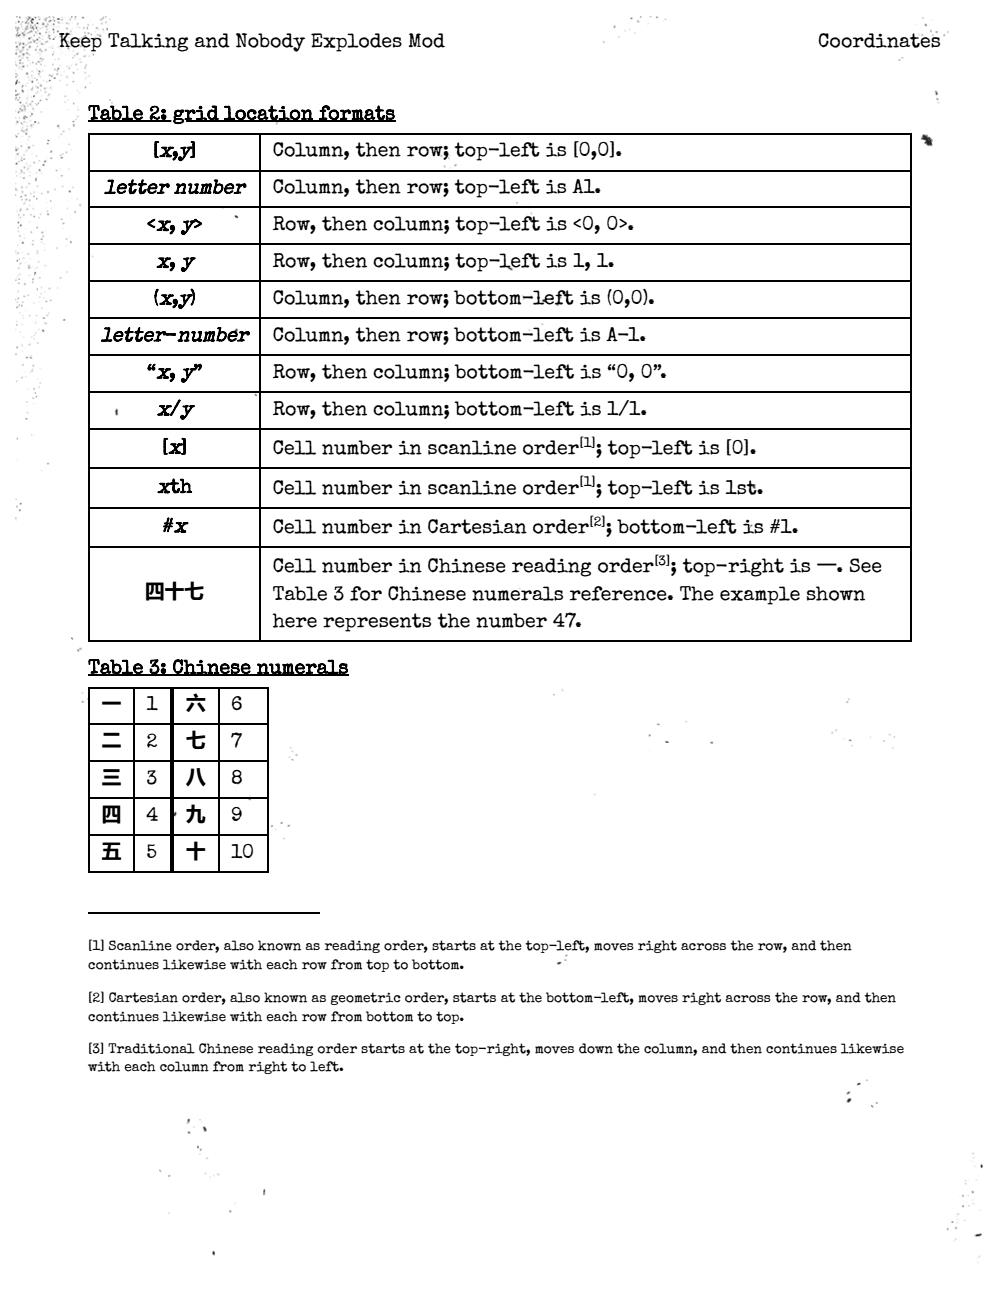 Keep Talking and Nobody Explodes Mod Coordinates
Table 2: grid location formats
[x,y] Column, then row; top-left is [0,0].
letter number Column, then row; top-left is A1.
<x, y> Row, then column; top-left is <0, 0>.
x, y Row, then column; top-left is 1, 1.
(x,y) Column, then row; bottom-left is (0,0).
letter-number Column, then row; bottom-left is A-1.
“x, y” Row, then column; bottom-left is “0, 0”.
x/y Row, then column; bottom-left is 1/1.
[x] Cell number in scanline order[1]; top-left is [0].
xth Cell number in scanline order[1]; top-left is 1st.
#x Cell number in Cartesian order[2]; bottom-left is #1.
四十七 Cell number in Chinese reading order[3]; top-right is 一. See
Table 3 for Chinese numerals reference. The example shown
here represents the number 47.
Table 3: Chinese numerals
一 1 六 6
二 2 七 7
三 3 八 8
四 4 九 9
五 5 十 10
[1] Scanline order, also known as reading order, starts at the top-left, moves right across the row, and then
continues likewise with each row from top to bottom.
[2] Cartesian order, also known as geometric order, starts at the bottom-left, moves right across the row, and then
continues likewise with each row from bottom to top.
[3] Traditional Chinese reading order starts at the top-right, moves down the column, and then continues likewise
with each column from right to left.